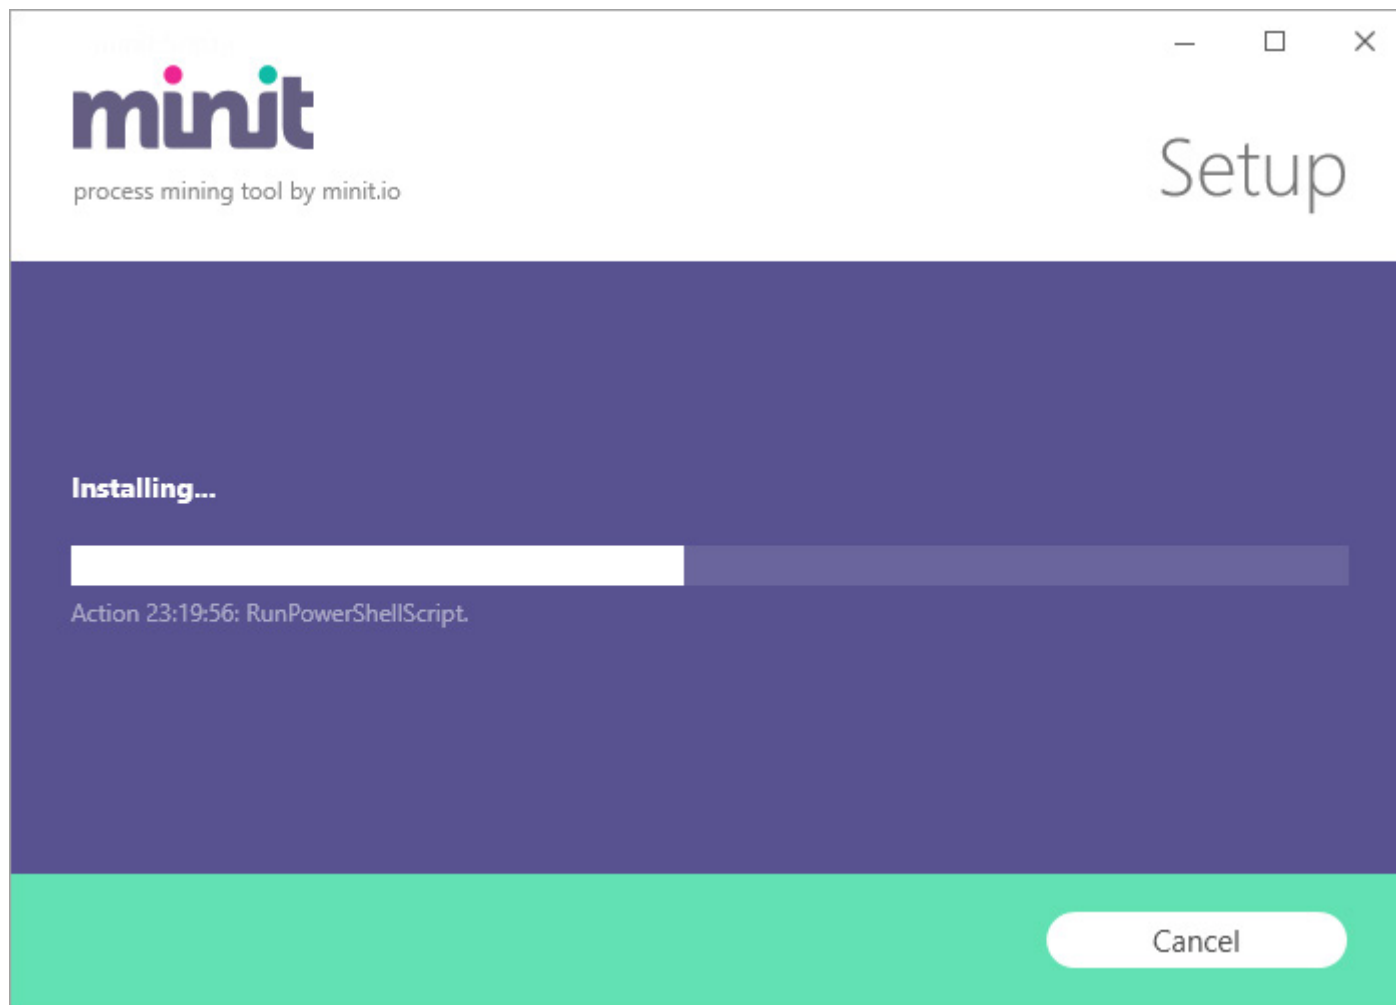 minit
process mining tool by minit.io
Setup
Installing...
Action 23:19:56: RunPowerShellScript.
Cancel